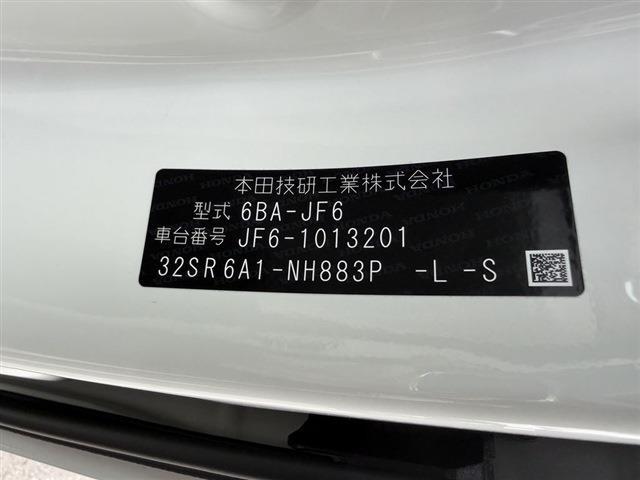 本田技研工業株式会社
型式 6BA-JF6
車台番号 JF6-1013201
32SR6A1-NH883P -L -S